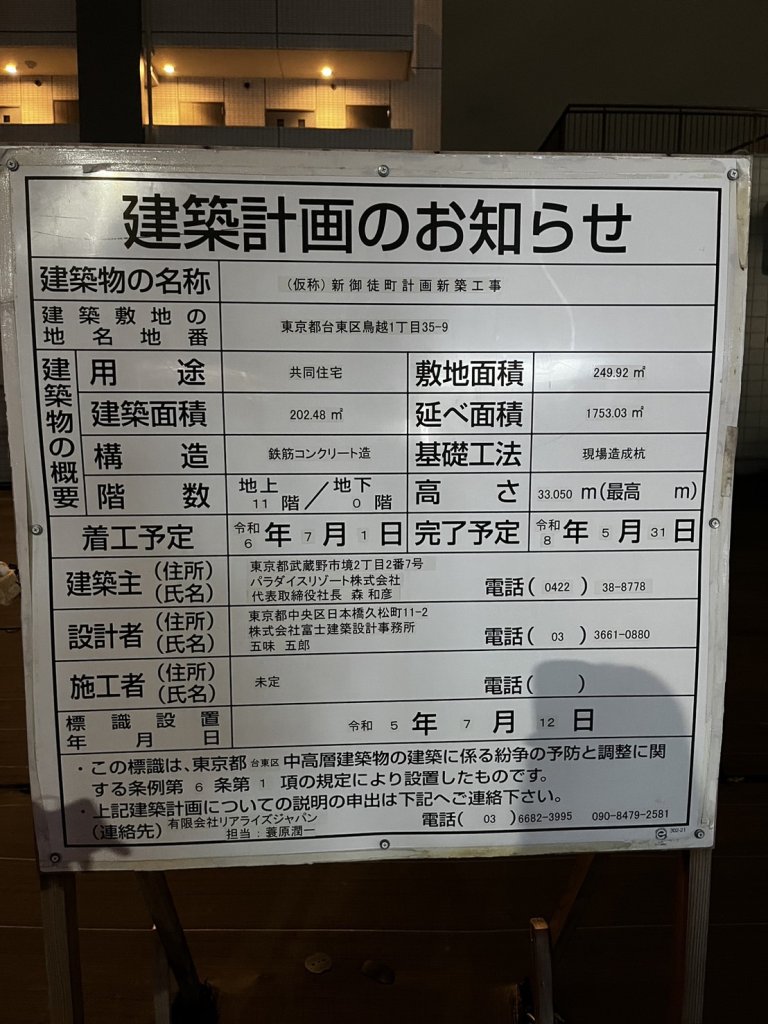 建築計画のお知らせ
建築物の名称 (仮称)新御徒町計画新築工事
建築敷地の地名地番 東京都台東区鳥越1丁目35-9
建築物の概要
用途 共同住宅 敷地面積 249.92 ㎡
建築面積 202.48 ㎡ 延べ面積 1753.03 ㎡
構造 鉄筋コンクリート造 基礎工法 現場造成杭
階数 地上 11 階/地下 0 階 高さ 33.050 m(最高 m)
着工予定 令和 6 年 7 月 1 日 完了予定 令和 8 年 5 月 31 日
建築主(住所)(氏名) 東京都武蔵野市境2丁目2番7号
パラダイスリゾート株式会社
代表取締役社長 森 和彦 電話( 0422 ) 38-8778
設計者(住所)(氏名) 東京都中央区日本橋久松町11-2
株式会社富士建築設計事務所
五味 五郎 電話( 03 ) 3661-0880
施工者(住所)(氏名) 未定 電話( )
標識設置年月日 令和 5 年 7 月 12 日
・この標識は、東京都 台東区 中高層建築物の建築に係る紛争の予防と調整に関
する条例第 6 条第 1 項の規定により設置したものです。
・上記建築計画についての説明の申出は下記へご連絡下さい。
(連絡先) 有限会社リアライズジャパン 電話( 03 )6682-3995 090-8479-2581
担当:蓑原潤一
302-21